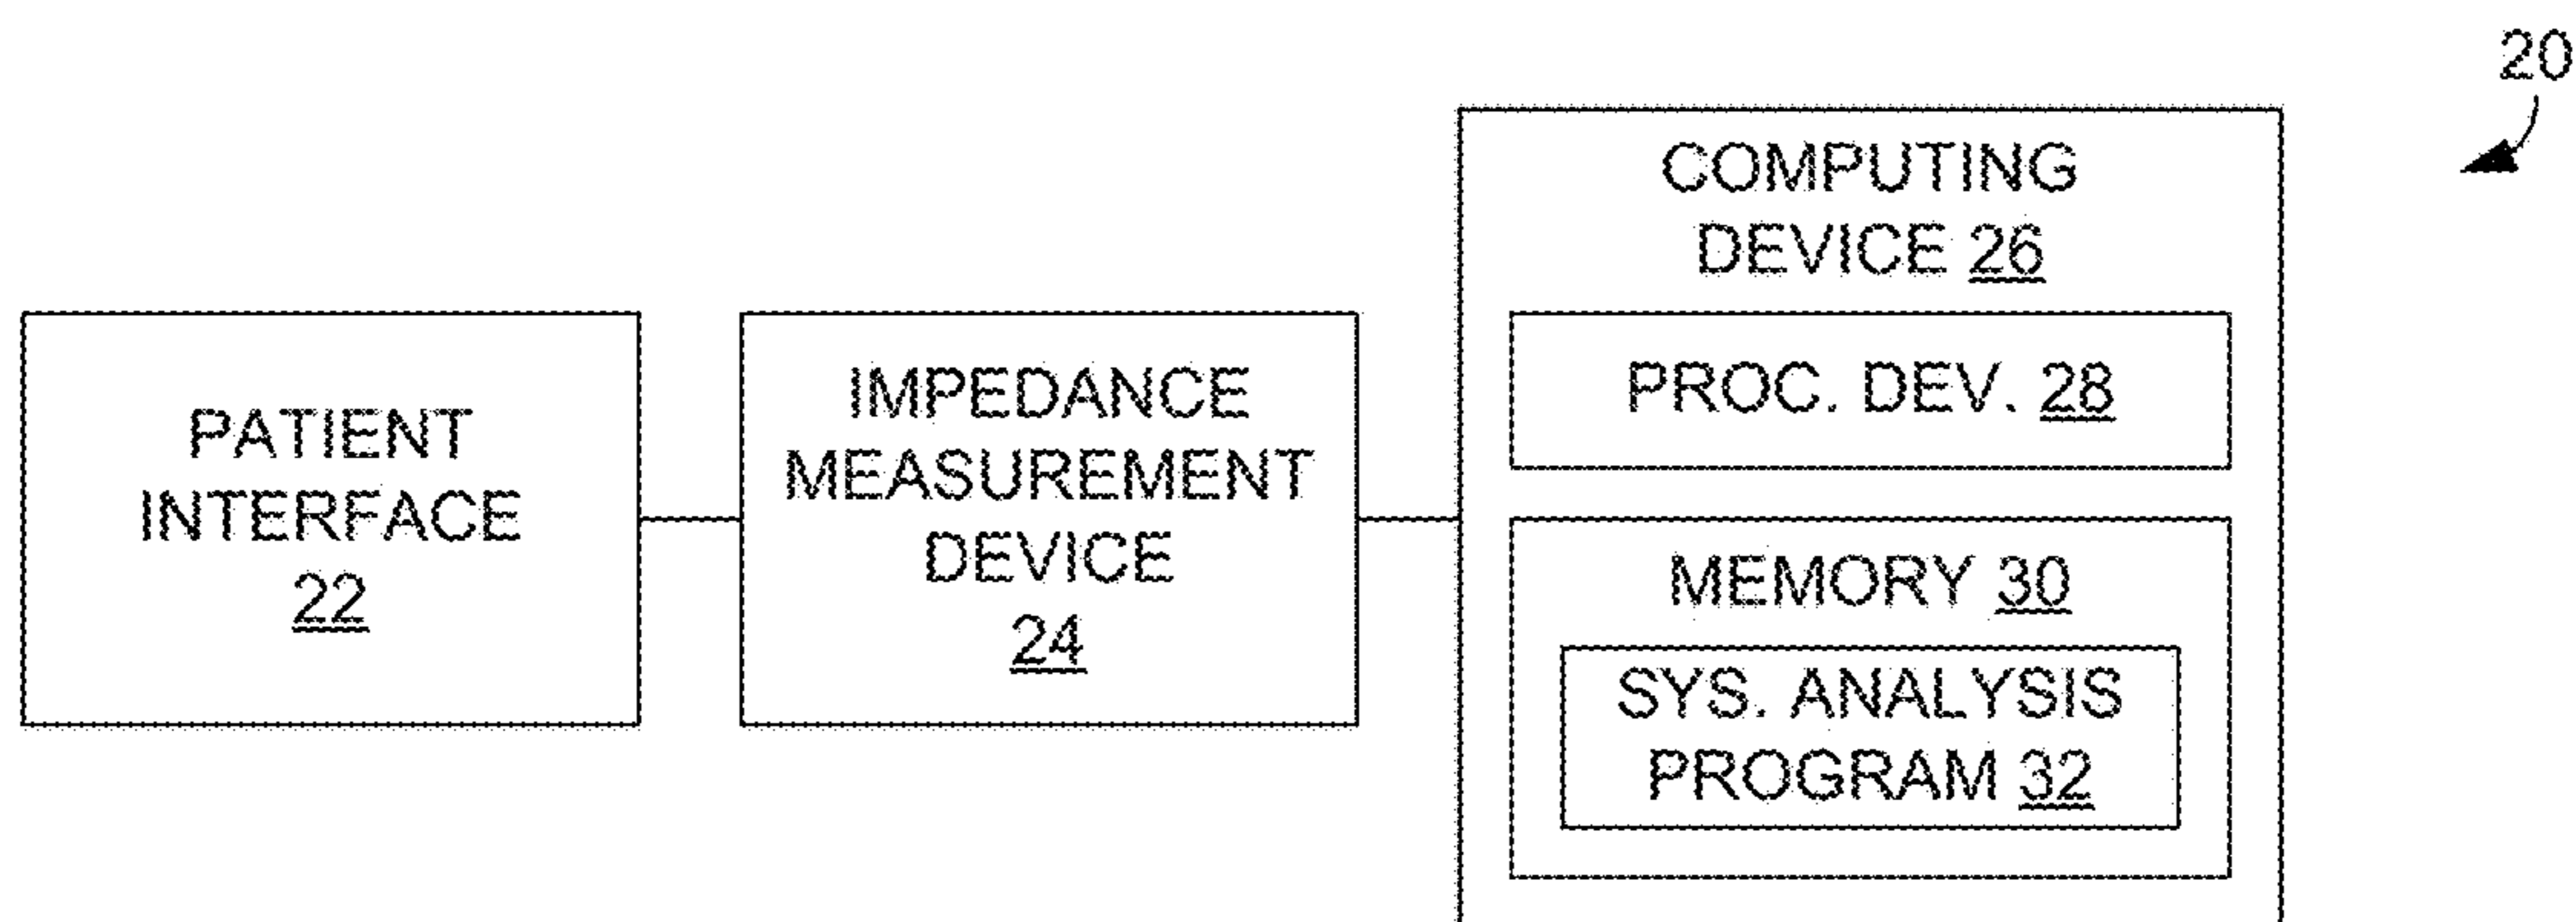 20
COMPUTING
DEVICE 26
PATIENT
INTERFACE
22
IMPEDANCE
MEASUREMENT
DEVICE
24
PROC. DEV. 28
MEMORY 30
SYS. ANALYSIS
PROGRAM 32